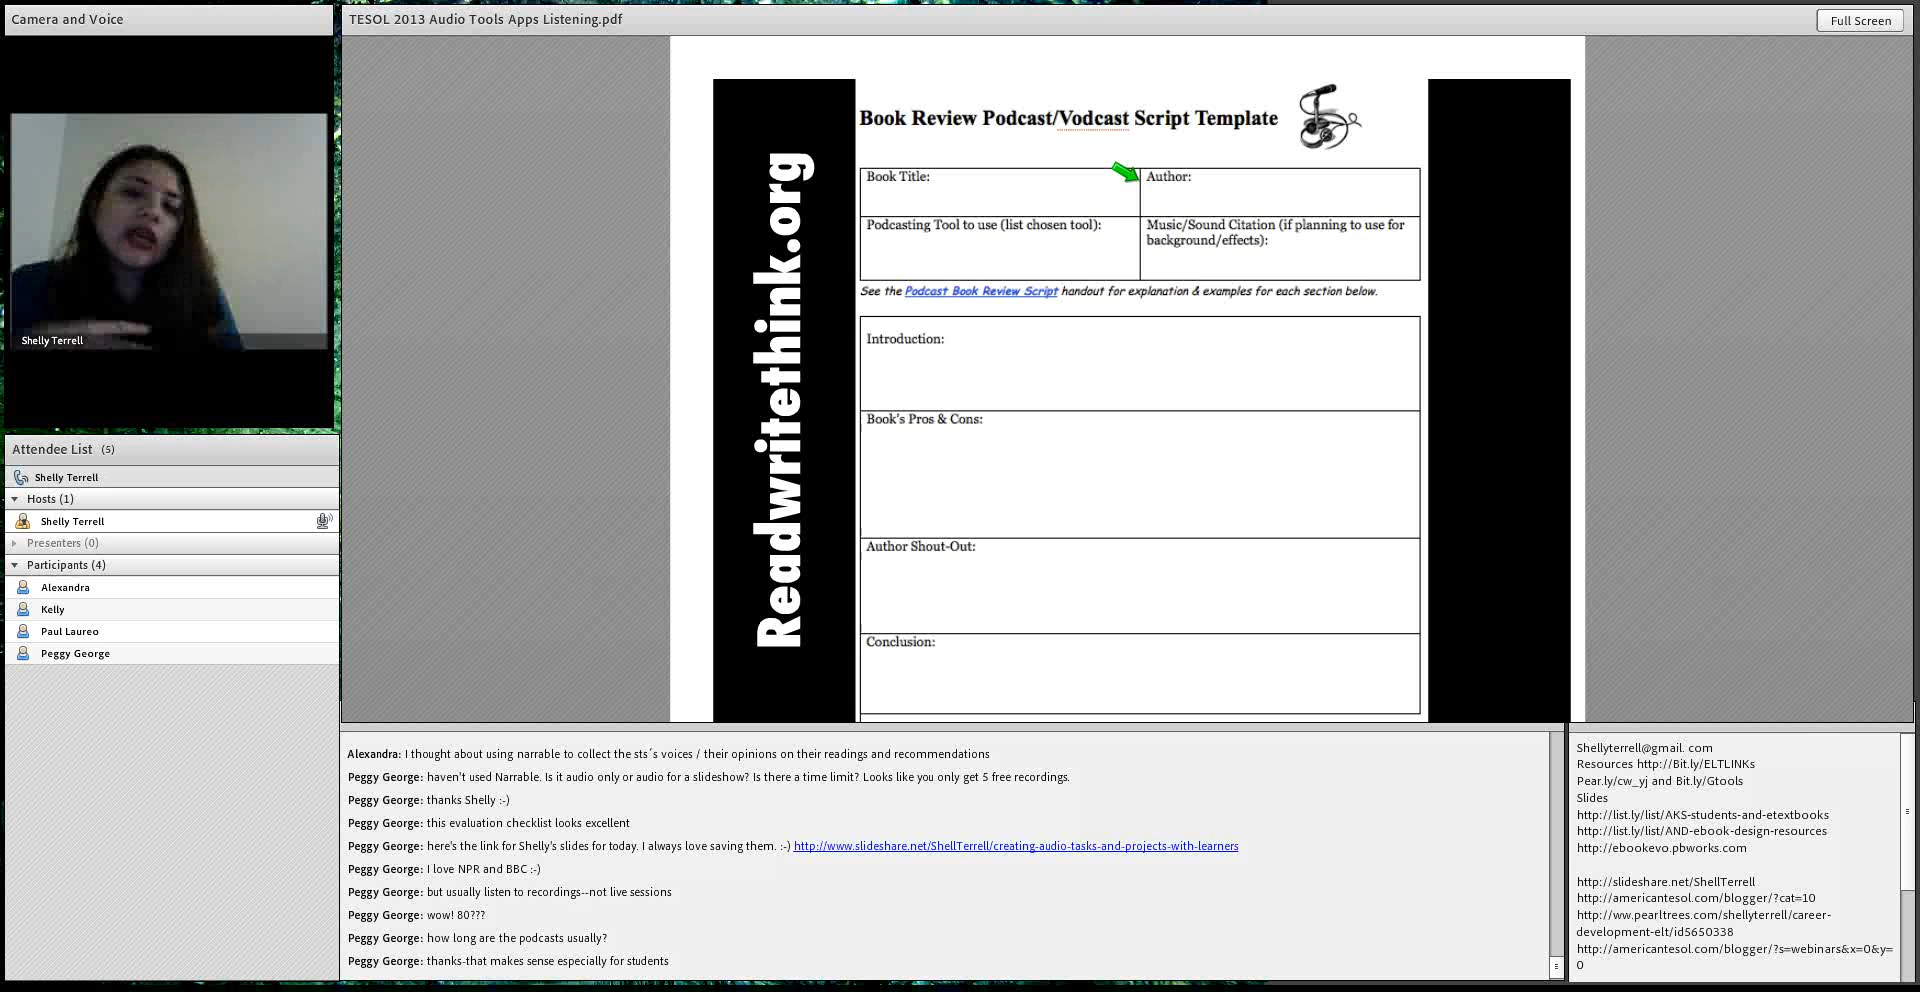 Camera and Voice
Shelly Terrell
Attendee List (5)
Shelly Terrell
Hosts (1)
Shelly Terrell
Presenters (0)
Participants (4)
Alexandra
Kelly
Paul Laureo
Peggy George
TESOL 2013 Audio Tools Apps Listening.pdf
Full Screen
Readwritethink.org
Book Review Podcast/Vodcast Script Template
Book Title:
Author:
Podcasting Tool to use (list chosen tool):
Music/Sound Citation (if planning to use for
background/effects):
See the Podcast Book Review Script handout for explanation & examples for each section below.
Introduction:
Book's Pros & Cons:
Author Shout-Out:
Conclusion:
Alexandra: I thought about using narrable to collect the sts´s voices / their opinions on their readings and recommendations
Peggy George: haven't used Narrable. Is it audio only or audio for a slideshow? Is there a time limit? Looks like you only get 5 free recordings.
Peggy George: thanks Shelly :-)
Peggy George: this evaluation checklist looks excellent
Peggy George: here's the link for Shelly's slides for today. I always love saving them. :-) http://www.slideshare.net/ShellTerrell/creating-audio-tasks-and-projects-with-learners
Peggy George: I love NPR and BBC :-)
Peggy George: but usually listen to recordings--not live sessions
Peggy George: wow! 80???
Peggy George: how long are the podcasts usually?
Peggy George: thanks-that makes sense especially for students
Shellyterrell@gmail. com
Resources http://Bit.ly/ELTLINKs
Pear.ly/cw_yj and Bit.ly/Gtools
Slides
http://list.ly/list/AKS-students-and-etextbooks
http://list.ly/list/AND-ebook-design-resources
http://ebookevo.pbworks.com
http://slideshare.net/ShellTerrell
http://americantesol.com/blogger/?cat=10
http://ww.pearltrees.com/shellyterrell/career-
development-elt/id5650338
http://americantesol.com/blogger/?s=webinars&x=0&y=
0